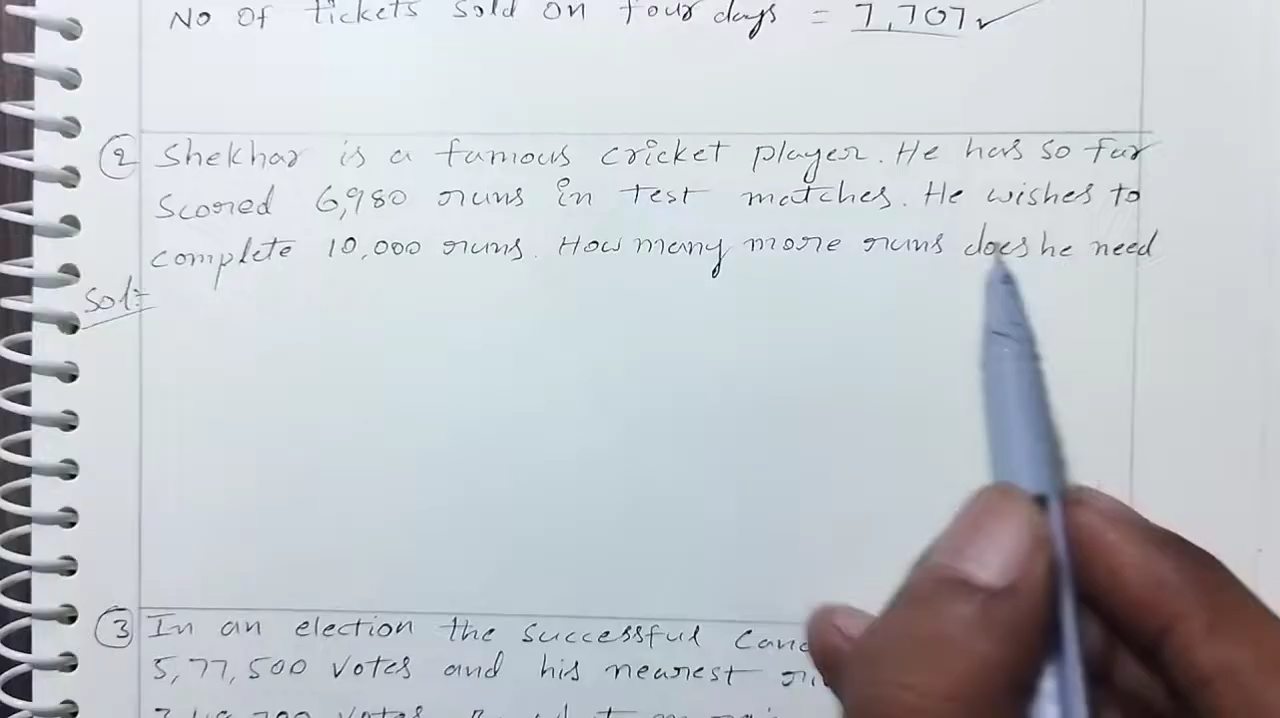 No of tickets sold on four days = 7,707 ✓
② Shekhar is a famous cricket player. He has so far
scored 6,980 runs in test matches. He wishes to
complete 10,000 runs. How many more runs does he need
Sol:
③ In an election the successful
5,77,500 votes and his nearest
votes